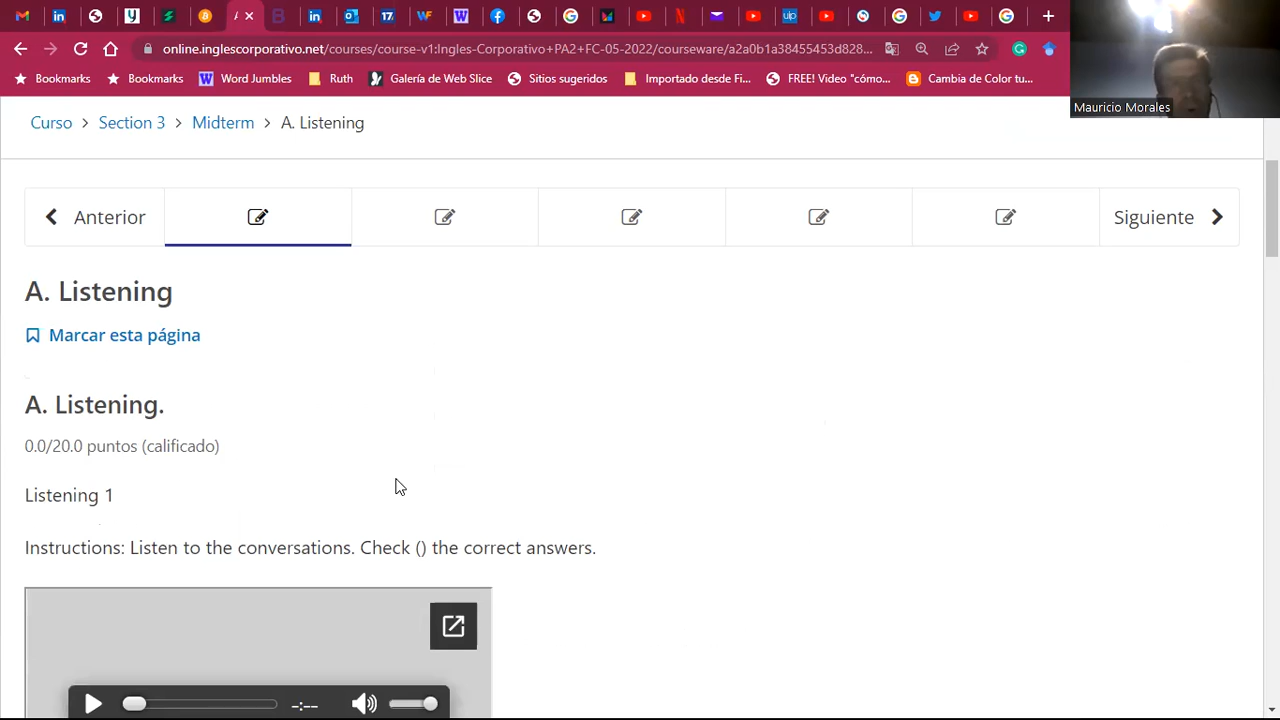 17
WF
W
up
online.inglescorporativo.net/courses/course-v1:Ingles-Corporativo+PA2+FC-05-2022/courseware/a2a0b1a38455453d828...
Bookmarks
Bookmarks
Word Jumbles
Ruth
Galería de Web Slice
Sitios sugeridos
Importado desde Fi...
FREE! Video "cómo...
Cambia de Color tu...
Mauricio Morales
Curso > Section 3 > Midterm > A. Listening
Anterior
Siguiente
A. Listening
Marcar esta página
A. Listening.
0.0/20.0 puntos (calificado)
Listening 1
Instructions: Listen to the conversations. Check () the correct answers.
-:--